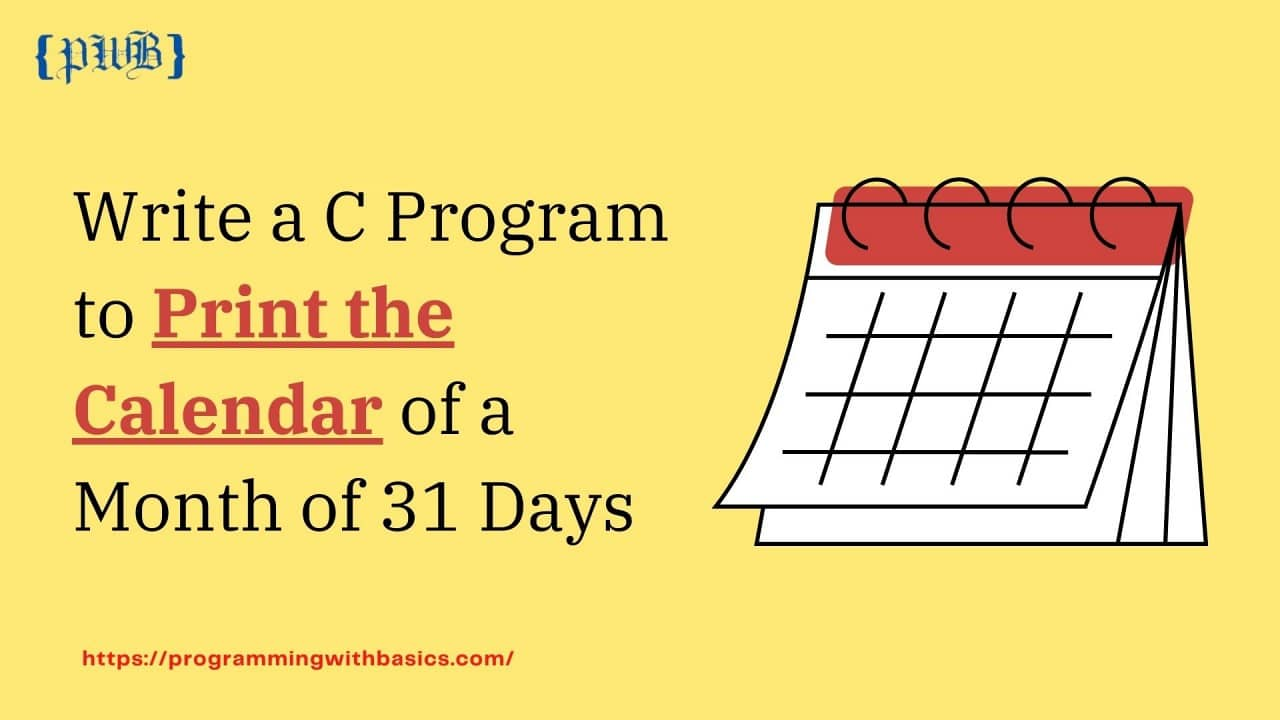 {PWB}
Write a C Program
to Print the
Calendar of a
Month of 31 Days
https://programmingwithbasics.com/